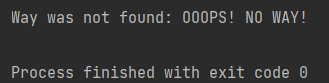 Way was not found: OOOPS! NO WAY!
Process finished with exit code 0